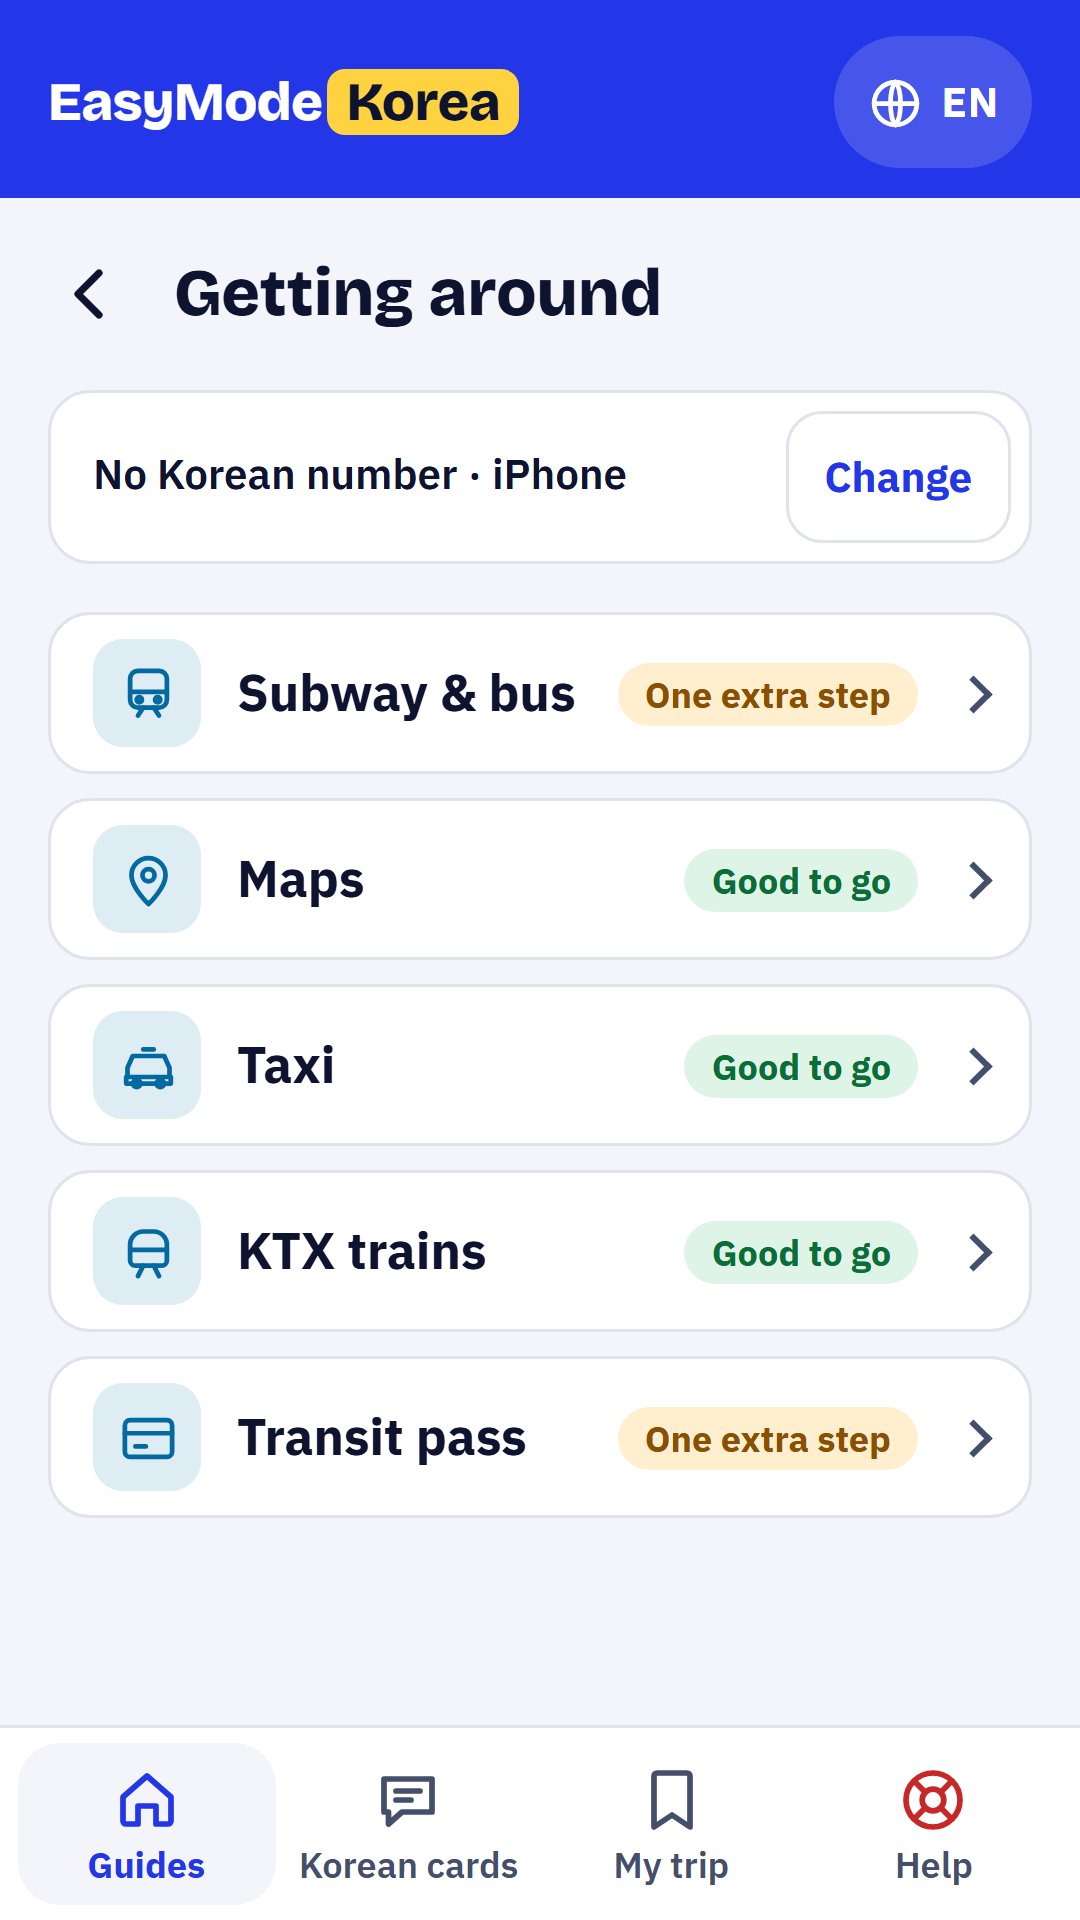 EasyMode Korea
EN
Getting around
No Korean number · iPhone
Change
Subway & bus
One extra step
Maps
Good to go
Taxi
Good to go
KTX trains
Good to go
Transit pass
One extra step
Guides
Korean cards
My trip
Help